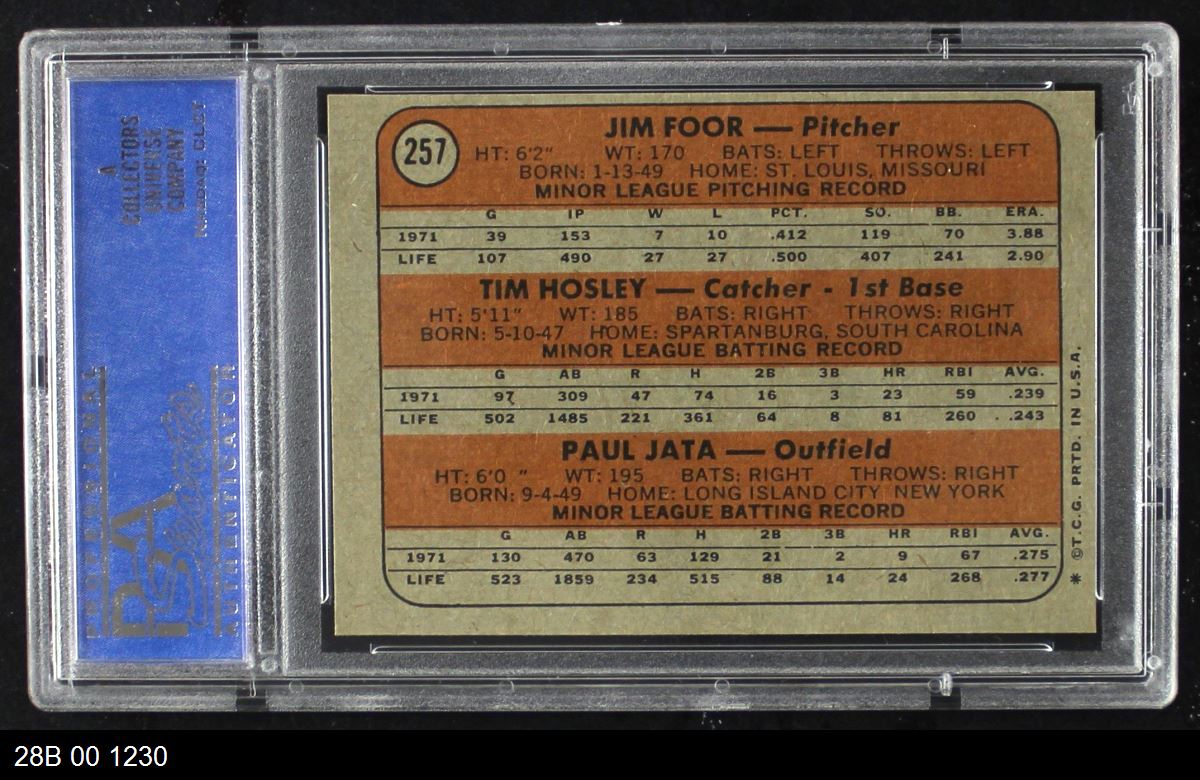 A
COLLECTORS
UNIVERSE
COMPANY
NASDAQ: CLCT
PROFESSIONAL
PSA
Sports
AUTHENTICATOR
257
JIM FOOR — Pitcher
HT: 6'2" WT: 170 BATS: LEFT THROWS: LEFT
BORN: 1-13-49 HOME: ST. LOUIS, MISSOURI
MINOR LEAGUE PITCHING RECORD
G IP W L PCT. SO. BB. ERA.
1971 39 153 7 10 .412 119 70 3.88
LIFE 107 490 27 27 .500 407 241 2.90
TIM HOSLEY — Catcher - 1st Base
HT: 5'11" WT: 185 BATS: RIGHT THROWS: RIGHT
BORN: 5-10-47 HOME: SPARTANBURG, SOUTH CAROLINA
MINOR LEAGUE BATTING RECORD
G AB R H 2B 3B HR RBI AVG.
1971 97 309 47 74 16 3 23 59 .239
LIFE 502 1485 221 361 64 8 81 260 .243
PAUL JATA — Outfield
HT: 6'0 " WT: 195 BATS: RIGHT THROWS: RIGHT
BORN: 9-4-49 HOME: LONG ISLAND CITY, NEW YORK
MINOR LEAGUE BATTING RECORD
G AB R H 2B 3B HR RBI AVG.
1971 130 470 63 129 21 2 9 67 .275
LIFE 523 1859 234 515 88 14 24 268 .277
* ©T.C.G. PRTD. IN U.S.A.
28B 00 1230